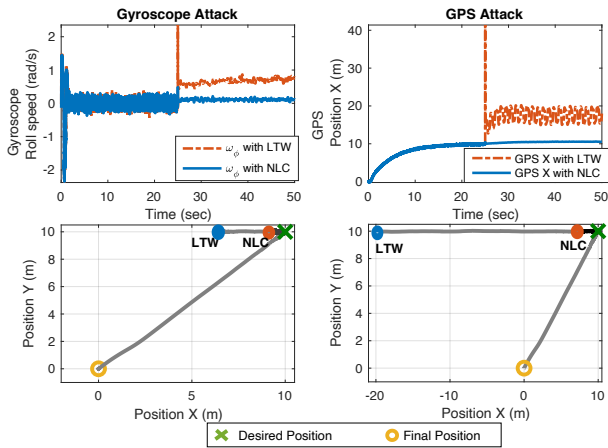 Gyroscope Attack
Gyroscope
Roll speed (rad/s)
2
1
0
-1
-2
ω_ϕ with LTW
ω_ϕ with NLC
0 10 20 30 40 50
Time (sec)
GPS Attack
GPS
Position X (m)
40
30
20
10
0
GPS X with LTW
GPS X with NLC
0 10 20 30 40 50
Time (sec)
Position Y (m)
10
8
6
4
2
0
LTW
NLC
0 5 10
Position X (m)
Position Y (m)
10
8
6
4
2
0
LTW
NLC
-20 -10 0 10
Position X (m)
Desired Position
Final Position